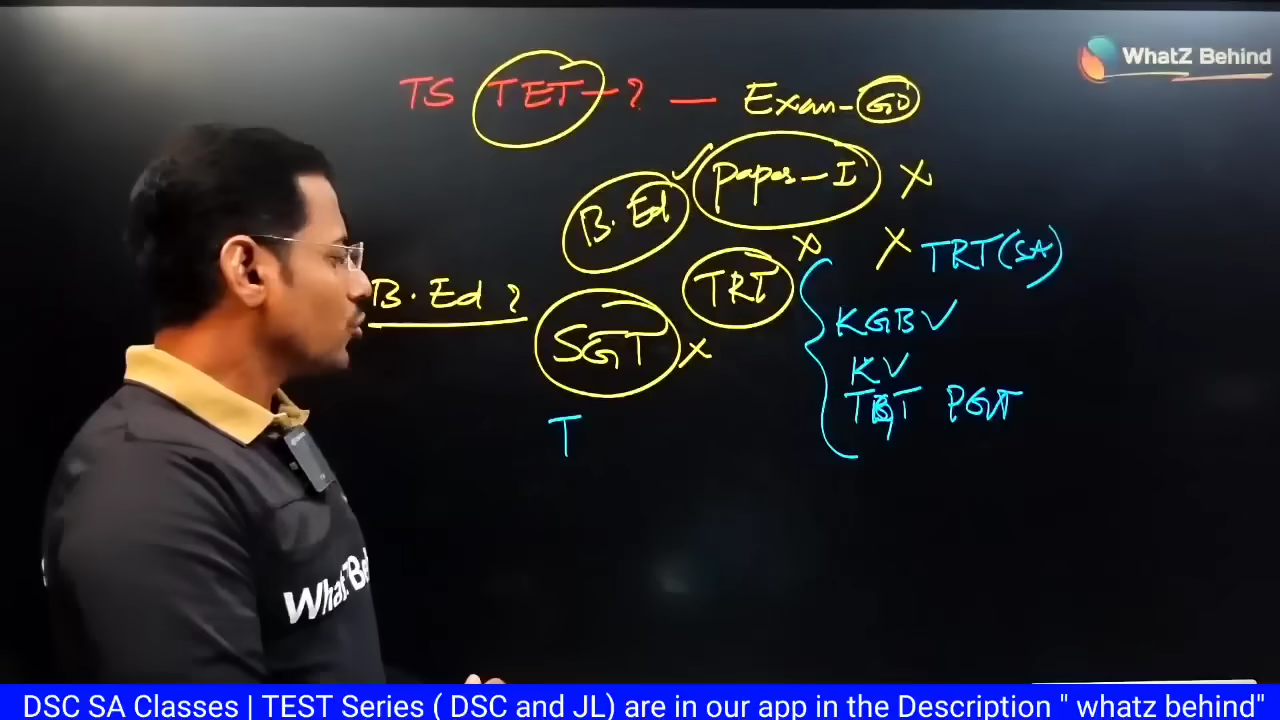 WhatZ Behind
TS TET - ? — Exam - GO
Paper - I ×
B.Ed ✓
× × TRT(SA)
TRT
B.Ed ?
SGT ×
KGBV
KV
TGT PGT
T
WhatZBe
DSC SA Classes | TEST Series ( DSC and JL) are in our app in the Description " whatz behind"